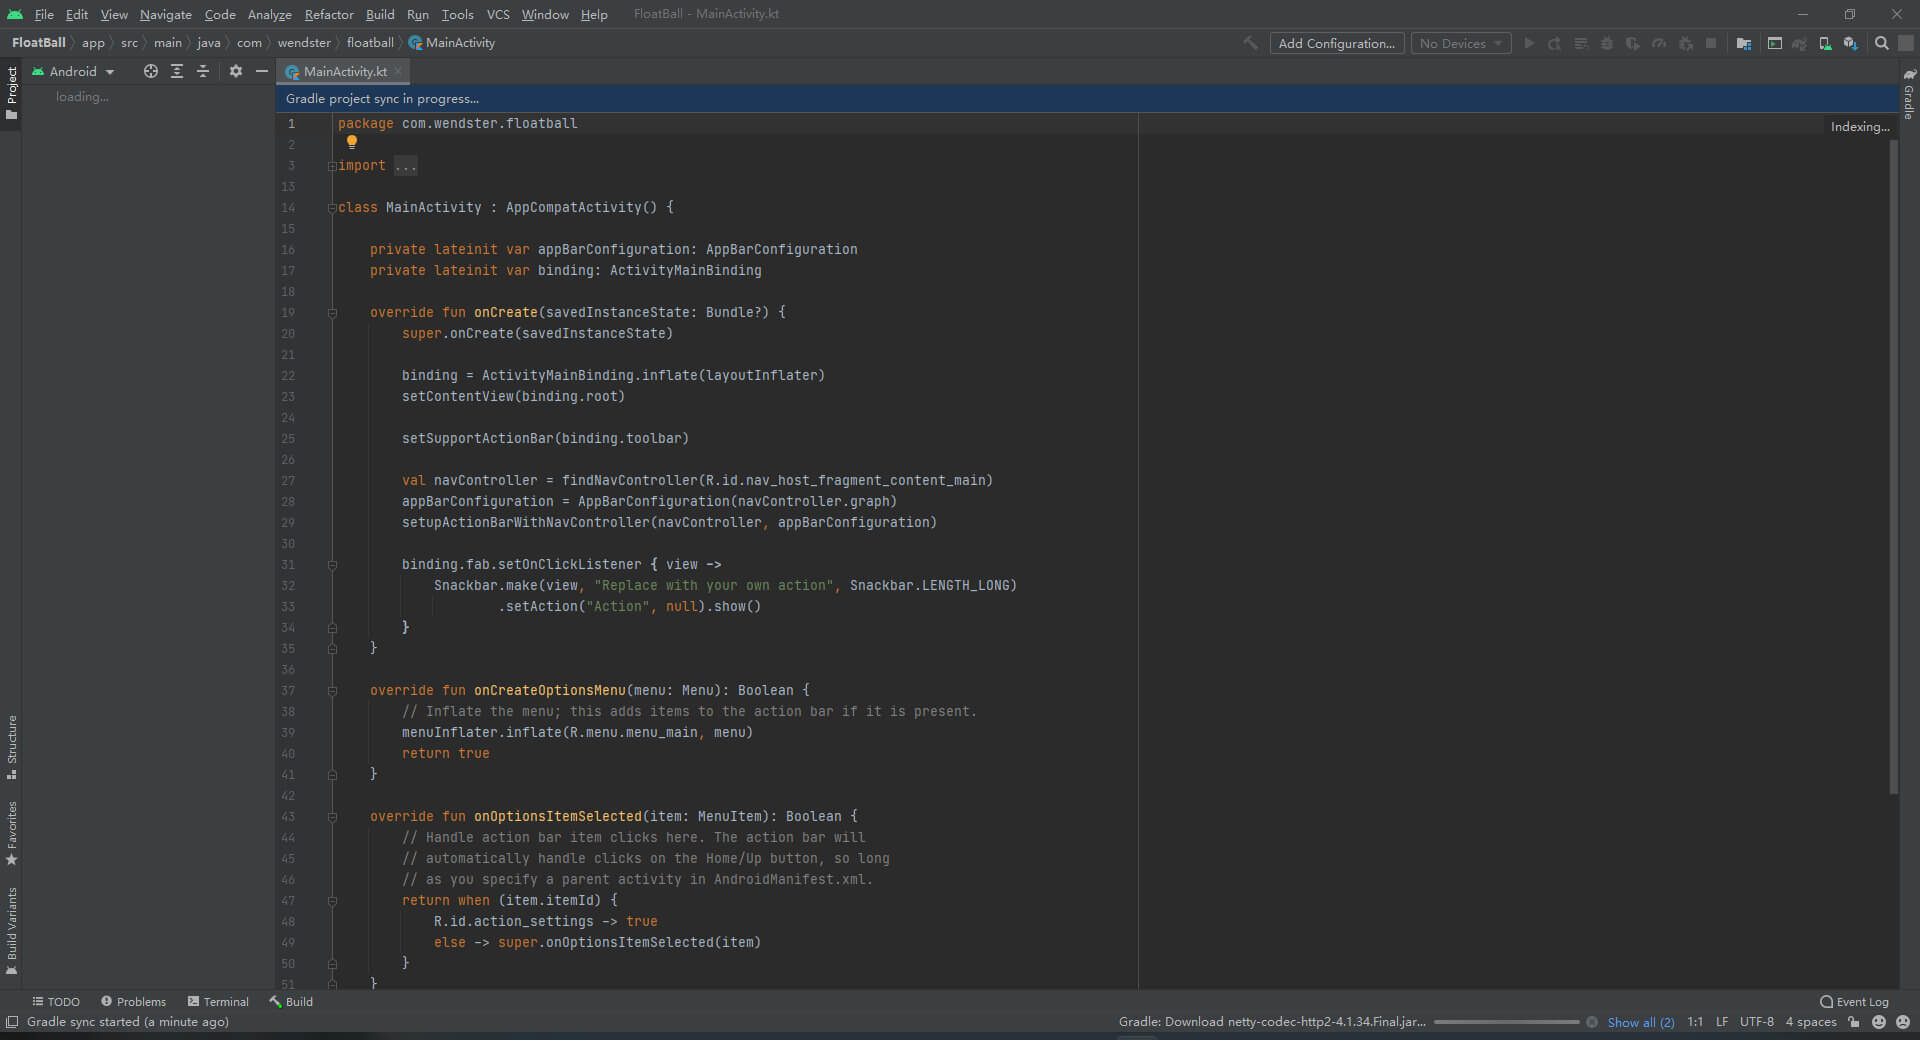 File Edit View Navigate Code Analyze Refactor Build Run Tools VCS Window Help FloatBall - MainActivity.kt
FloatBall app src main java com wendster floatball MainActivity Add Configuration... No Devices
Project
Android
MainActivity.kt
loading...
Gradle
Gradle project sync in progress...
Indexing...
1 package com.wendster.floatball
2
3 import ...
13
14 class MainActivity : AppCompatActivity() {
15
16 private lateinit var appBarConfiguration: AppBarConfiguration
17 private lateinit var binding: ActivityMainBinding
18
19 override fun onCreate(savedInstanceState: Bundle?) {
20 super.onCreate(savedInstanceState)
21
22 binding = ActivityMainBinding.inflate(layoutInflater)
23 setContentView(binding.root)
24
25 setSupportActionBar(binding.toolbar)
26
27 val navController = findNavController(R.id.nav_host_fragment_content_main)
28 appBarConfiguration = AppBarConfiguration(navController.graph)
29 setupActionBarWithNavController(navController, appBarConfiguration)
30
31 binding.fab.setOnClickListener { view ->
32 Snackbar.make(view, "Replace with your own action", Snackbar.LENGTH_LONG)
33 .setAction("Action", null).show()
34 }
35 }
36
37 override fun onCreateOptionsMenu(menu: Menu): Boolean {
38 // Inflate the menu; this adds items to the action bar if it is present.
39 menuInflater.inflate(R.menu.menu_main, menu)
40 return true
41 }
42
43 override fun onOptionsItemSelected(item: MenuItem): Boolean {
44 // Handle action bar item clicks here. The action bar will
45 // automatically handle clicks on the Home/Up button, so long
46 // as you specify a parent activity in AndroidManifest.xml.
47 return when (item.itemId) {
48 R.id.action_settings -> true
49 else -> super.onOptionsItemSelected(item)
50 }
51 }
Structure
Favorites
Build Variants
TODO Problems Terminal Build Event Log
Gradle sync started (a minute ago) Gradle: Download netty-codec-http2-4.1.34.Final.jar... Show all (2) 1:1 LF UTF-8 4 spaces